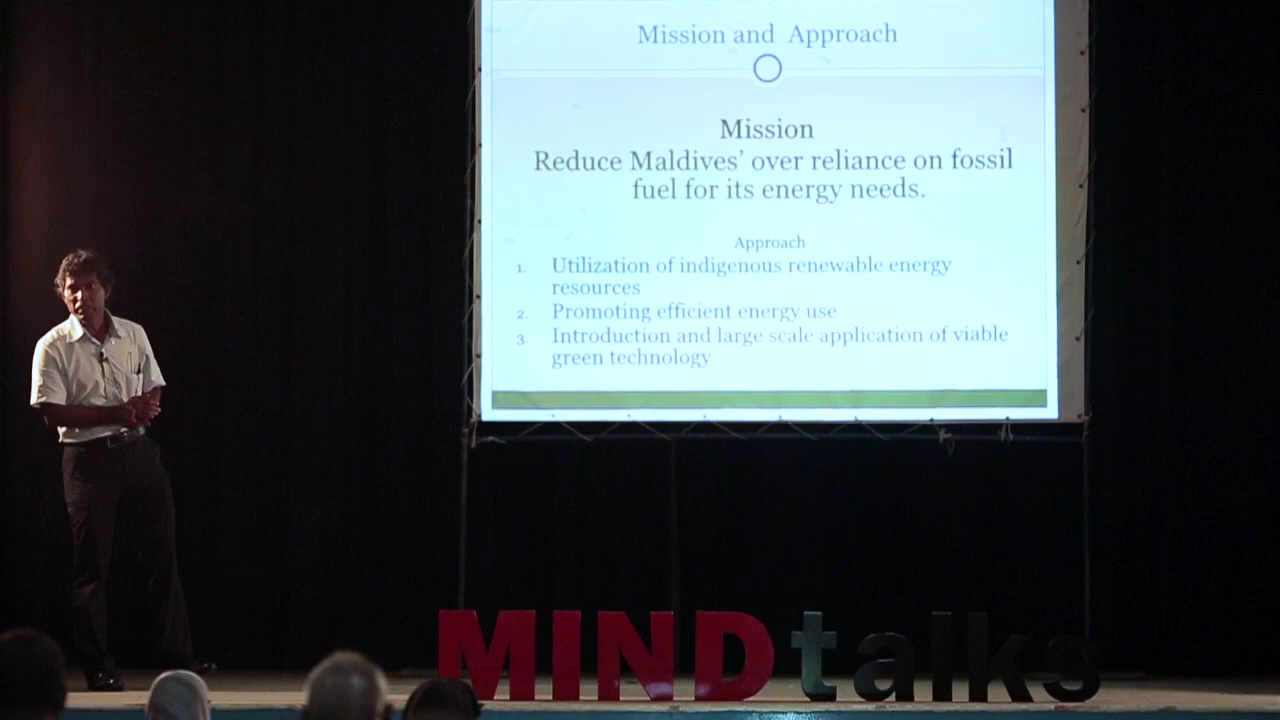 Mission and Approach
Mission
Reduce Maldives' over reliance on fossil
fuel for its energy needs.
Approach
1. Utilization of indigenous renewable energy
resources
2. Promoting efficient energy use
3. Introduction and large scale application of viable
green technology
MIND talks